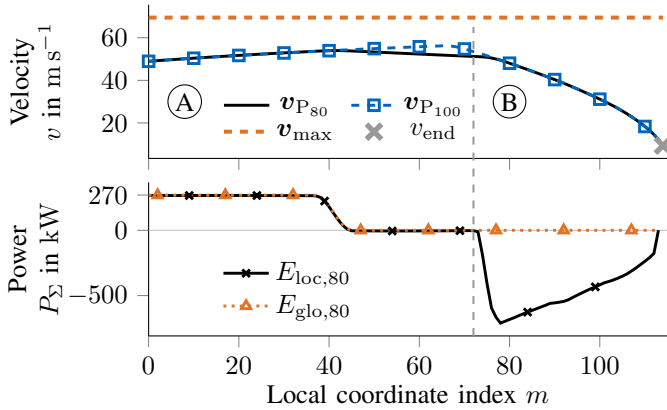 60
40
20
Velocity
v in m s⁻¹
A
B
v_P₈₀
v_P₁₀₀
v_max
v_end
270
0
−500
Power
P_Σ in kW
E_loc,80
E_glo,80
0 20 40 60 80 100
Local coordinate index m